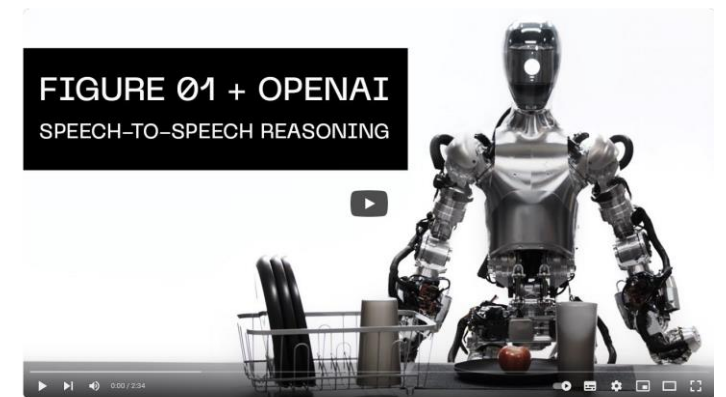 FIGURE 01 + OPENAI
SPEECH-TO-SPEECH REASONING
0:00 / 2:34